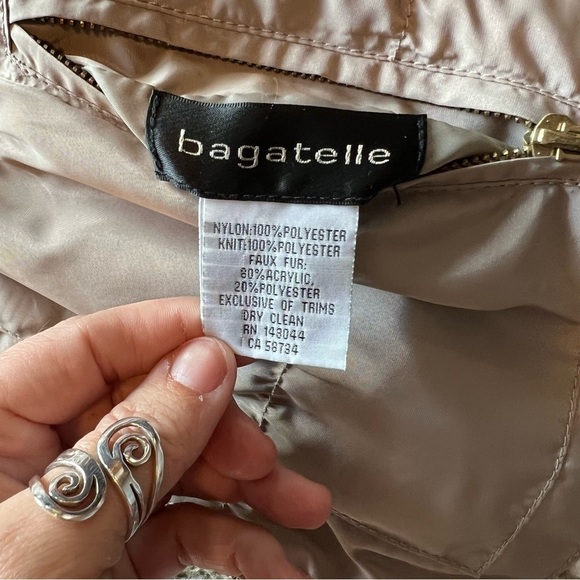 bagatelle
NYLON:100%POLYESTER
KNIT:100%POLYESTER
FAUX FUR:
80%ACRYLIC,
20%POLYESTER
EXCLUSIVE OF TRIMS
DRY CLEAN
RN 148044
CA 58734